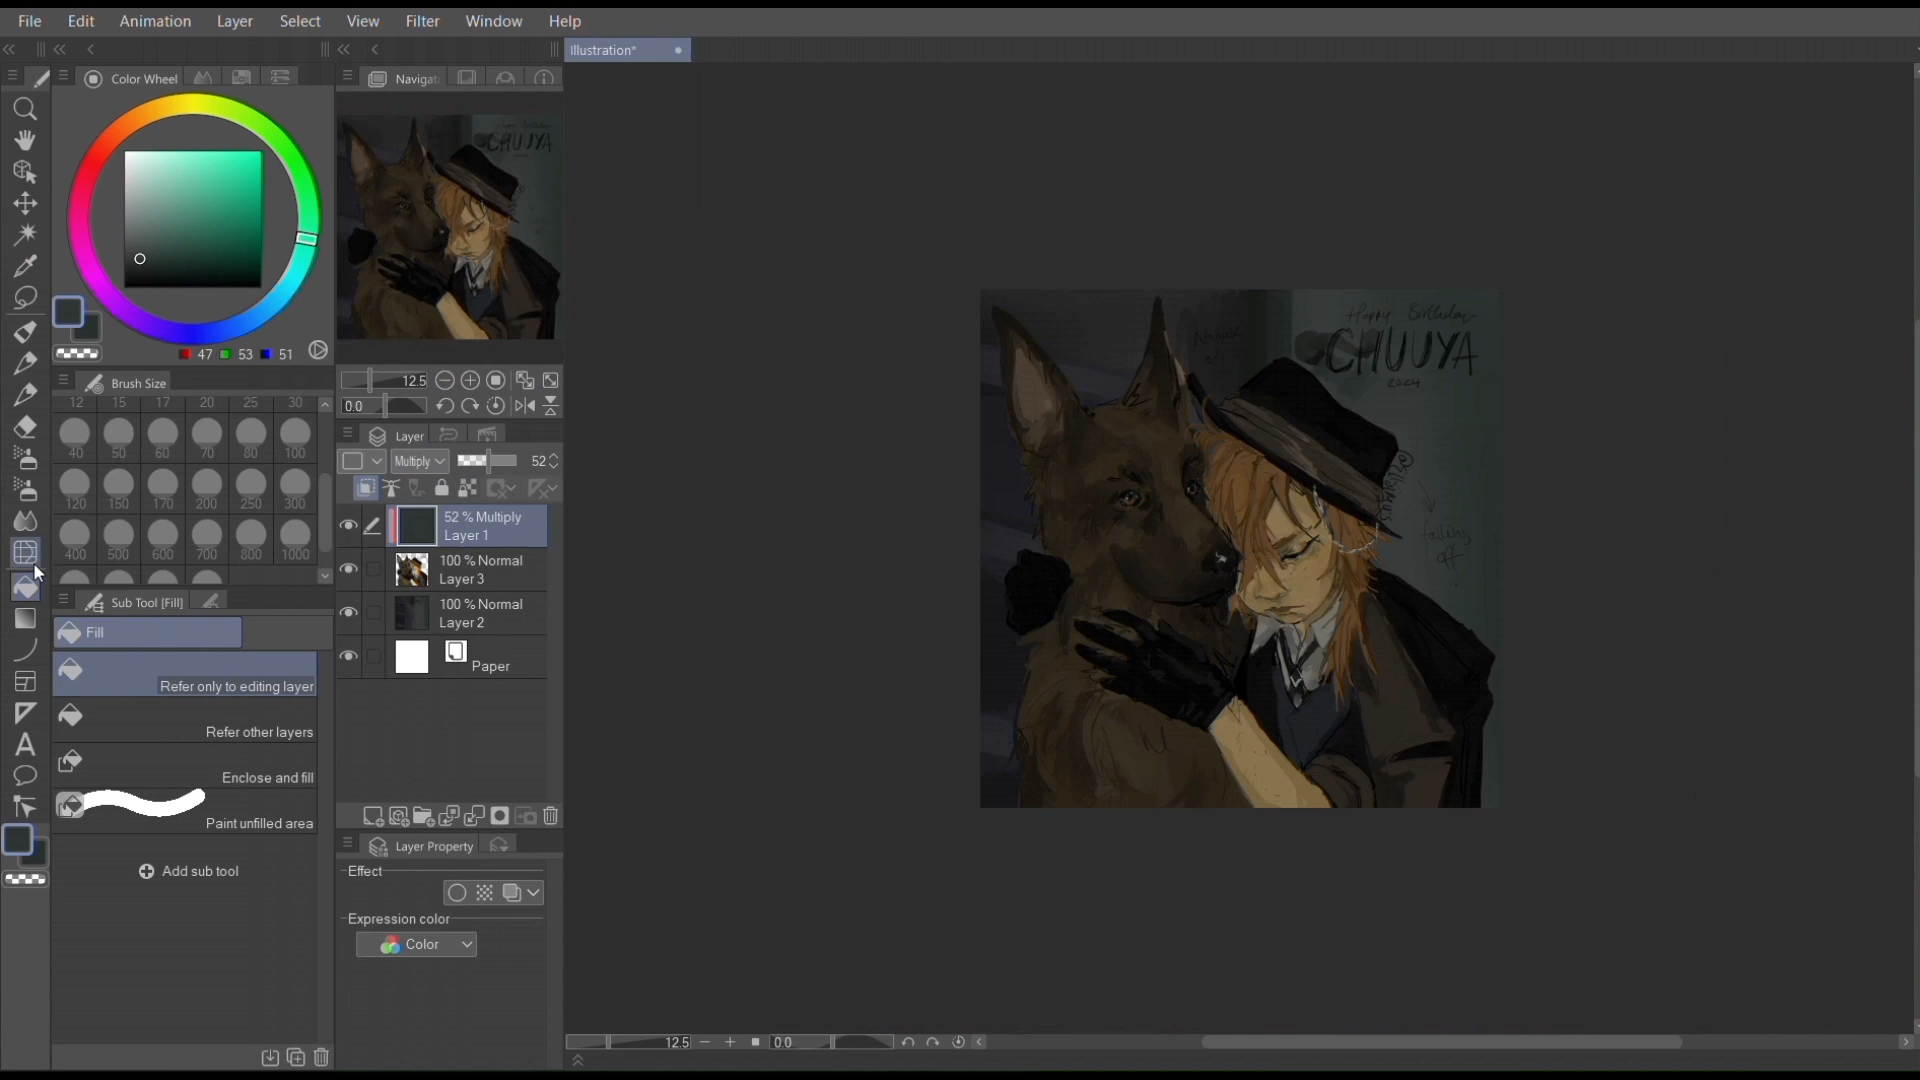 File Edit Animation Layer Select View Filter Window Help
Illustration*
Color Wheel
Navigat
47 53 51
Brush Size
12 15 17 20 25 30
40 50 60 70 80 100
120 150 170 200 250 300
400 500 600 700 800 1000
Sub Tool [Fill]
Fill
Refer only to editing layer
Refer other layers
Enclose and fill
Paint unfilled area
Add sub tool
12.5
0.0
Layer
Multiply 52
52 % Multiply
Layer 1
100 % Normal
Layer 3
100 % Normal
Layer 2
Paper
Layer Property
Effect
Expression color
Color
Happy Birthday
CHUUYA
2024
falling
off
12.5 0.0